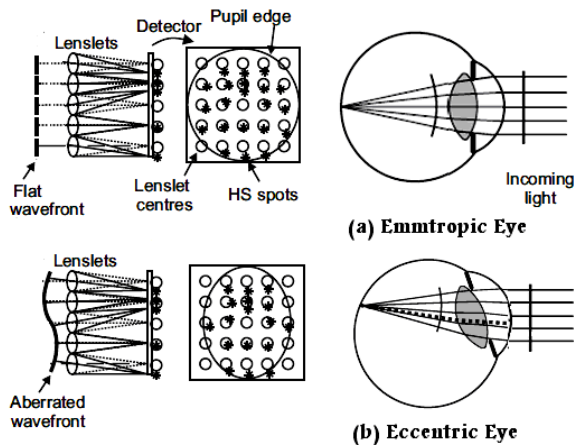 Detector
Pupil edge
Lenslets
Flat
wavefront
Lenslet
centres
HS spots
Incoming
light
(a) Emmtropic Eye
Lenslets
Aberrated
wavefront
(b) Eccentric Eye